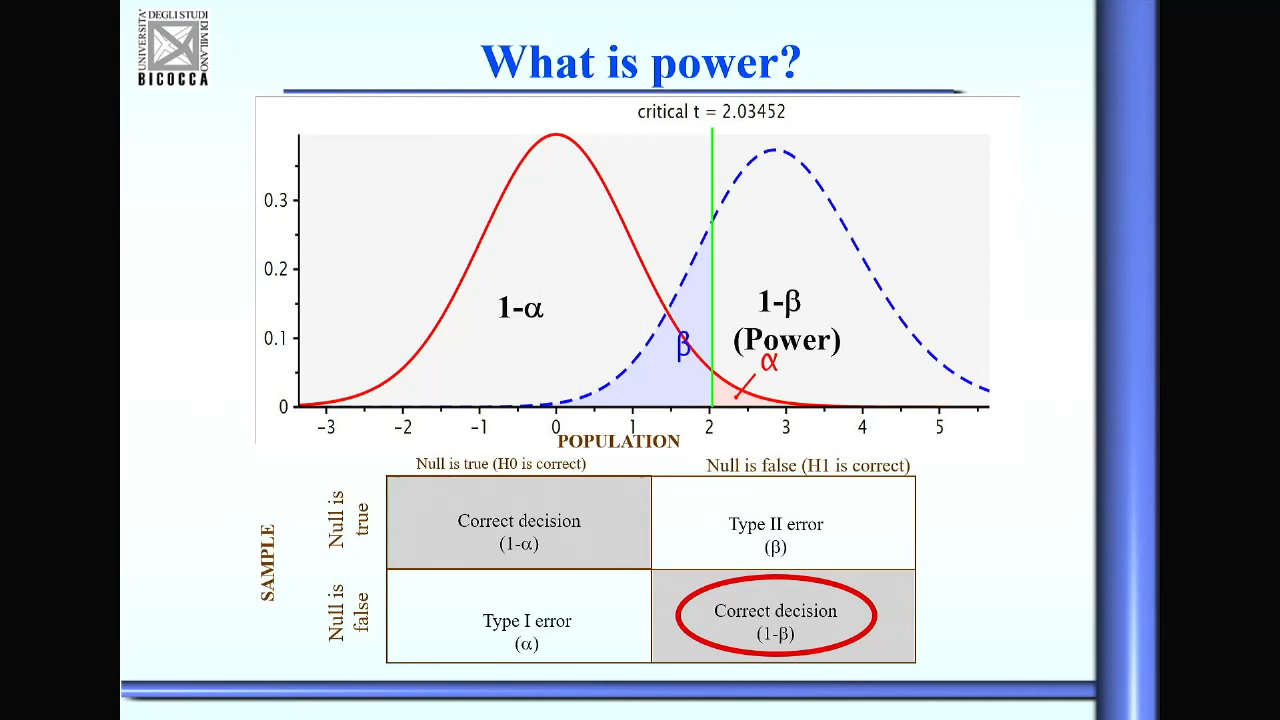 UNIVERSITA'
DEGLI STUDI
DI MILANO
BICOCCA
What is power?
critical t = 2.03452
0.3
0.2
0.1
0
1-α
β
1-β
(Power)
α
−3 −2 −1 0 1 2 3 4 5
POPULATION
Null is true (H0 is correct)
Null is false (H1 is correct)
SAMPLE
Null is
true
Correct decision
(1-α)
Type II error
(β)
Null is
false
Type I error
(α)
Correct decision
(1-β)